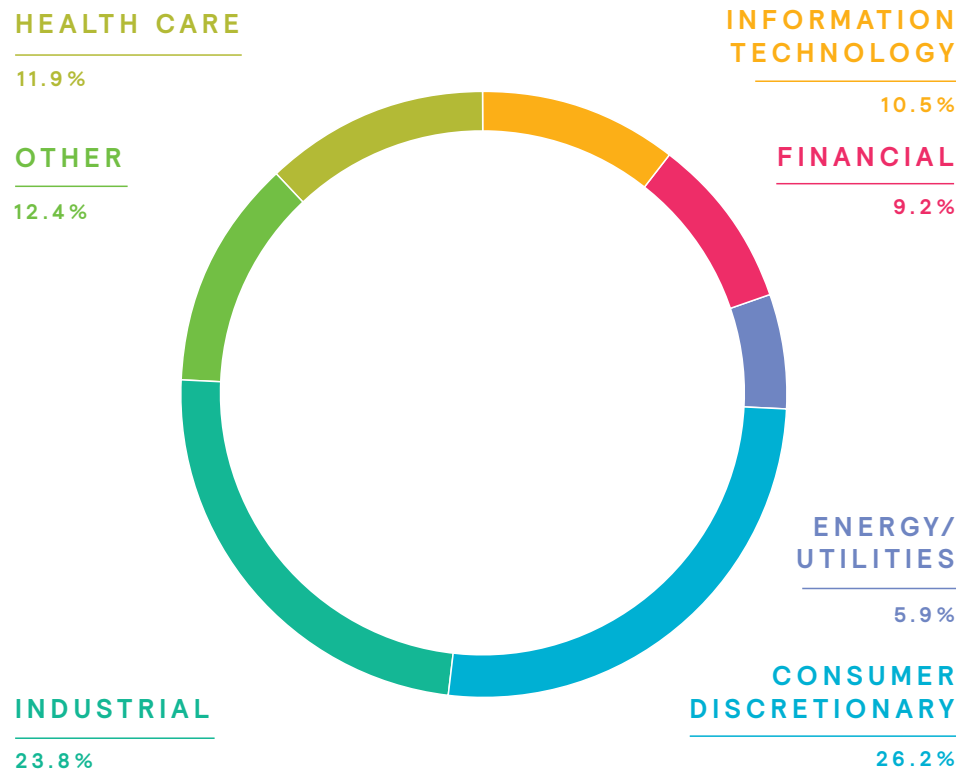 HEALTH CARE
11.9%
OTHER
12.4%
INDUSTRIAL
23.8%
INFORMATION
TECHNOLOGY
10.5%
FINANCIAL
9.2%
ENERGY/
UTILITIES
5.9%
CONSUMER
DISCRETIONARY
26.2%